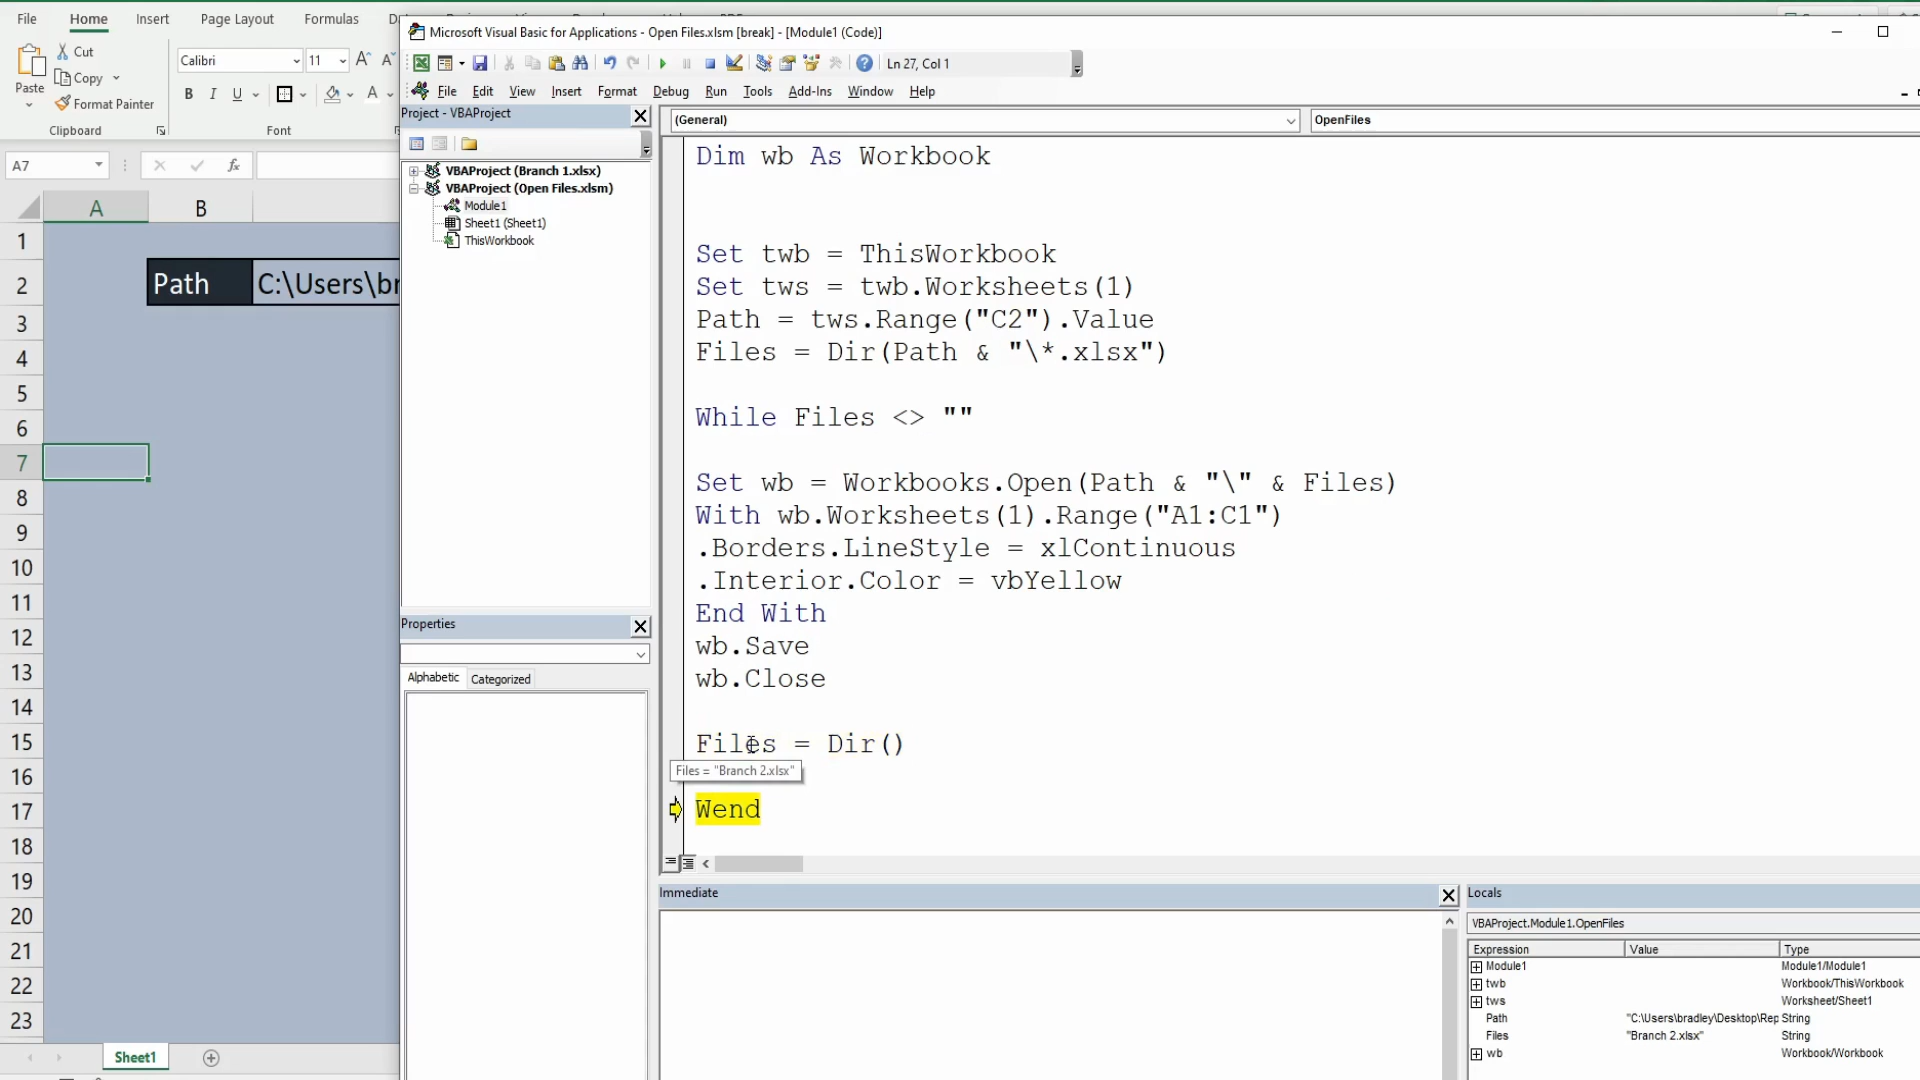 File Home Insert Page Layout Formulas
Microsoft Visual Basic for Applications - Open Files.xlsm [break] - [Module1 (Code)]
Cut
Copy
Format Painter
Paste
Clipboard
Calibri 11
B I U
Font
Ln 27, Col 1
File Edit View Insert Format Debug Run Tools Add-Ins Window Help
Project - VBAProject
(General) OpenFiles
A7 fx
A B
VBAProject (Branch 1.xlsx)
VBAProject (Open Files.xlsm)
Module1
Sheet1 (Sheet1)
ThisWorkbook
Path C:\Users\br
1
2
3
4
5
6
7
8
9
10
11
12
13
14
15
16
17
18
19
20
21
22
23
Sheet1
Properties
Alphabetic Categorized
Dim wb As Workbook
Set twb = ThisWorkbook
Set tws = twb.Worksheets(1)
Path = tws.Range("C2").Value
Files = Dir(Path & "\*.xlsx")
While Files <> ""
Set wb = Workbooks.Open(Path & "\" & Files)
With wb.Worksheets(1).Range("A1:C1")
.Borders.LineStyle = xlContinuous
.Interior.Color = vbYellow
End With
wb.Save
wb.Close
Files = Dir()
Files = "Branch 2.xlsx"
Wend
Immediate
Locals
VBAProject.Module1.OpenFiles
Expression Value Type
Module1 Module1/Module1
twb Workbook/ThisWorkbook
tws Worksheet/Sheet1
Path "C:\Users\bradley\Desktop\Rep String
Files "Branch 2.xlsx" String
wb Workbook/Workbook